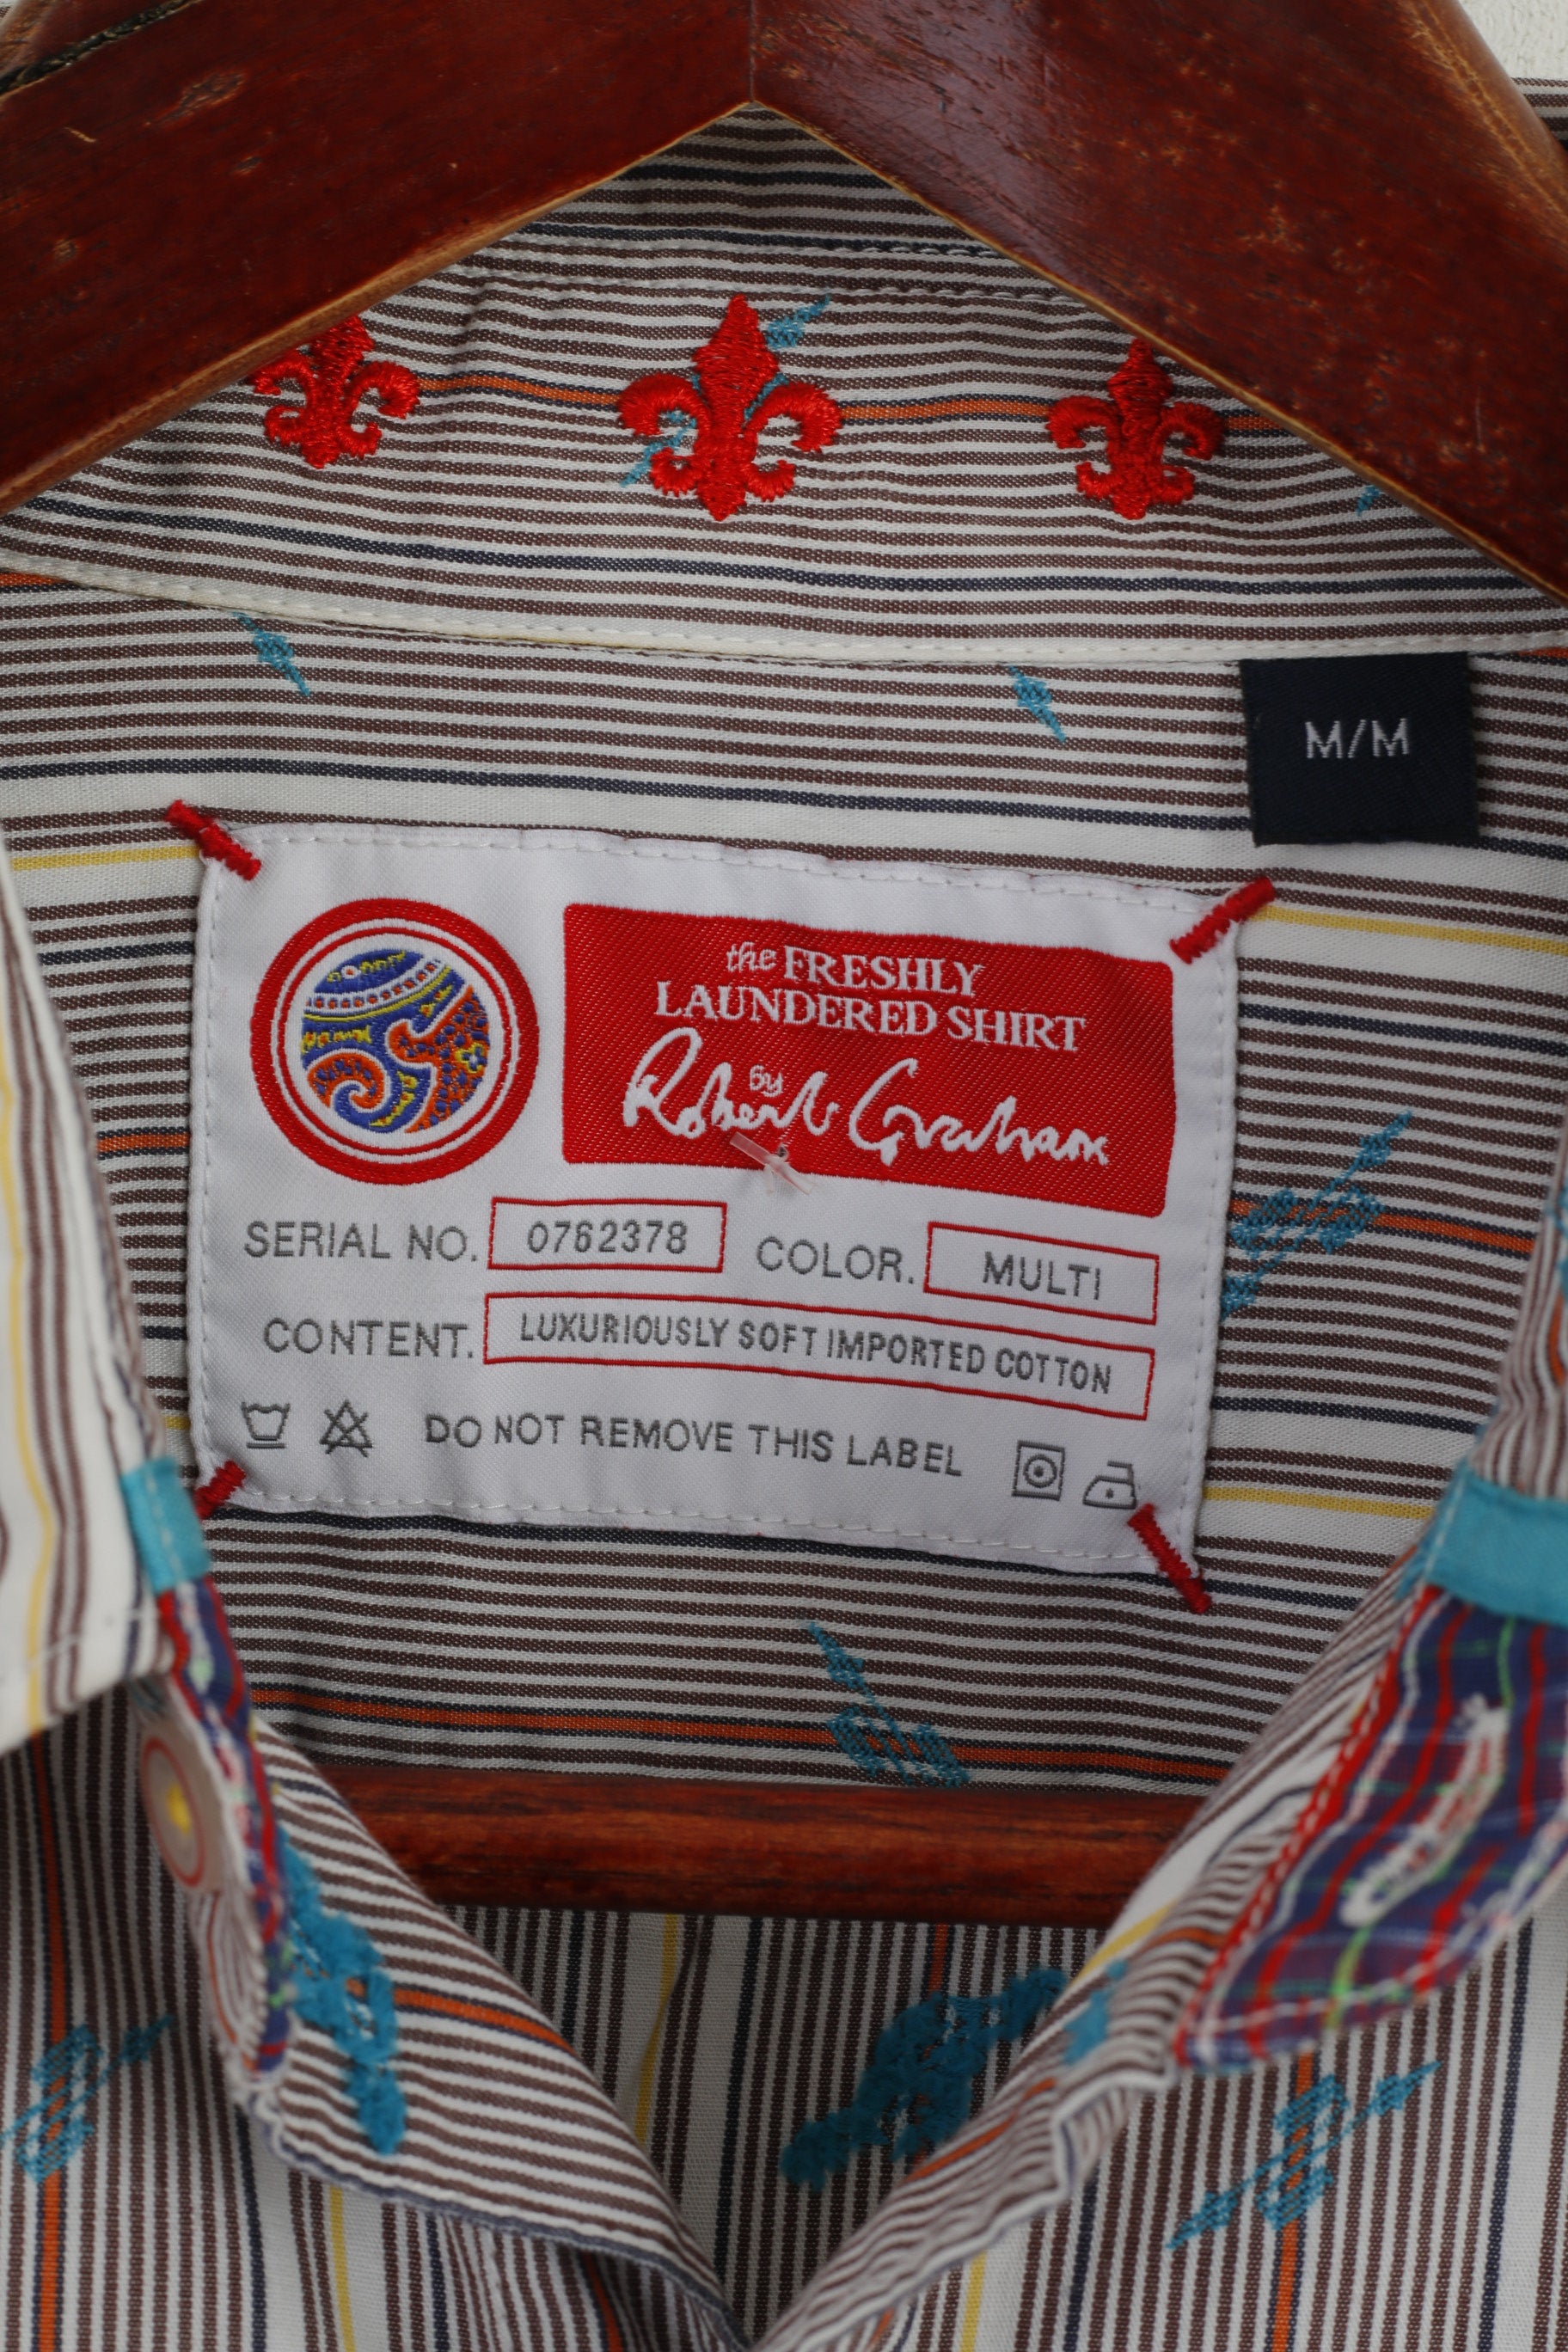 M/M
the FRESHLY
LAUNDERED SHIRT
by
Robert Graham
SERIAL NO. 0762378 COLOR. MULTI
CONTENT. LUXURIOUSLY SOFT IMPORTED COTTON
DO NOT REMOVE THIS LABEL